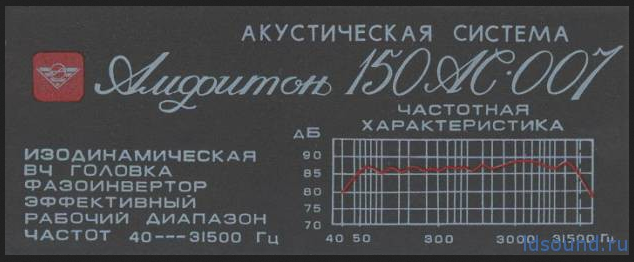 АКУСТИЧЕСКАЯ СИСТЕМА
Амфитон 150АС·007
ЧАСТОТНАЯ
ХАРАКТЕРИСТИКА
дБ
90
85
80
75
70
40 50 300 3000 31500 Гц
ИЗОДИНАМИЧЕСКАЯ
ВЧ ГОЛОВКА
ФАЗОИНВЕРТОР
ЭФФЕКТИВНЫЙ
РАБОЧИЙ ДИАПАЗОН
ЧАСТОТ 40---31500 Гц
ldsound.ru